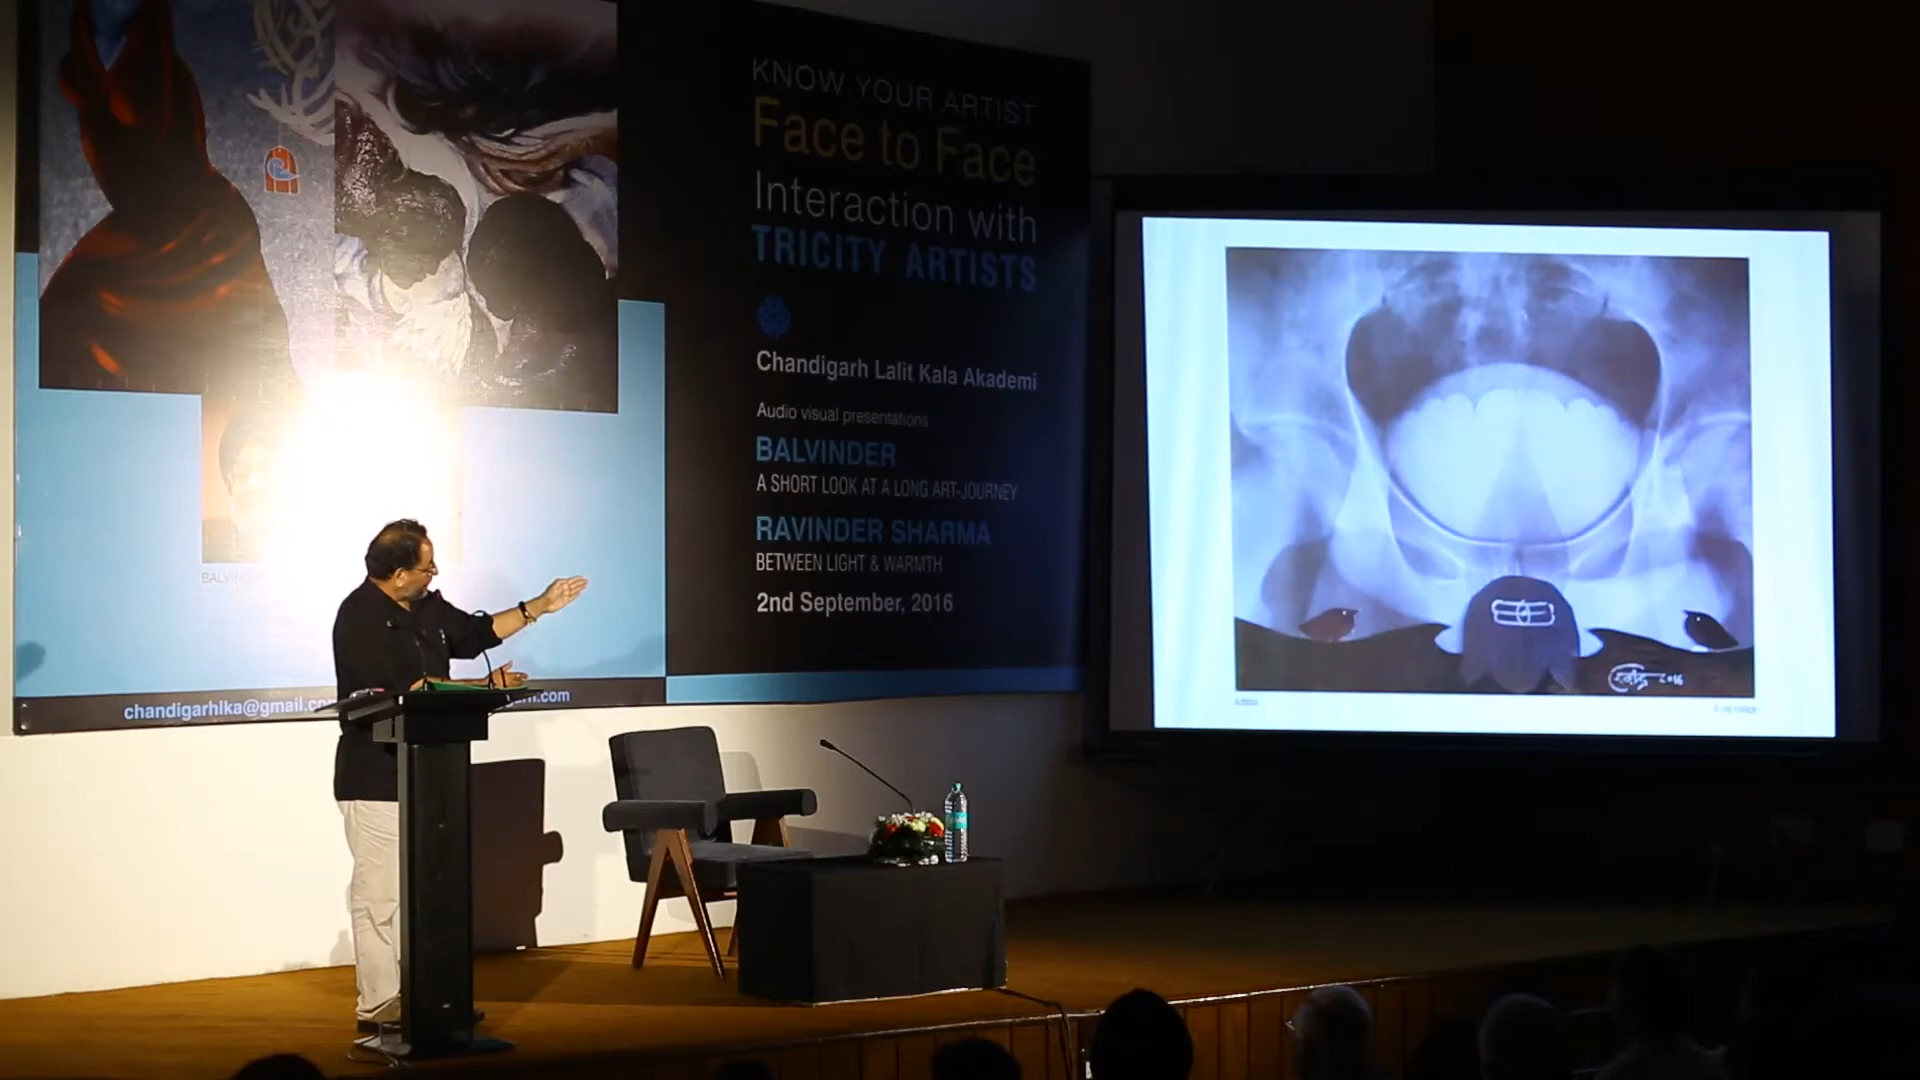 KNOW YOUR ARTIST
Face to Face
Interaction with
TRICITY ARTISTS
Chandigarh Lalit Kala Akademi
Audio visual presentations
BALVINDER
A SHORT LOOK AT A LONG ART-JOURNEY
RAVINDER SHARMA
BETWEEN LIGHT & WARMTH
2nd September, 2016
chandigarhlka@gmail.co
.com
2016